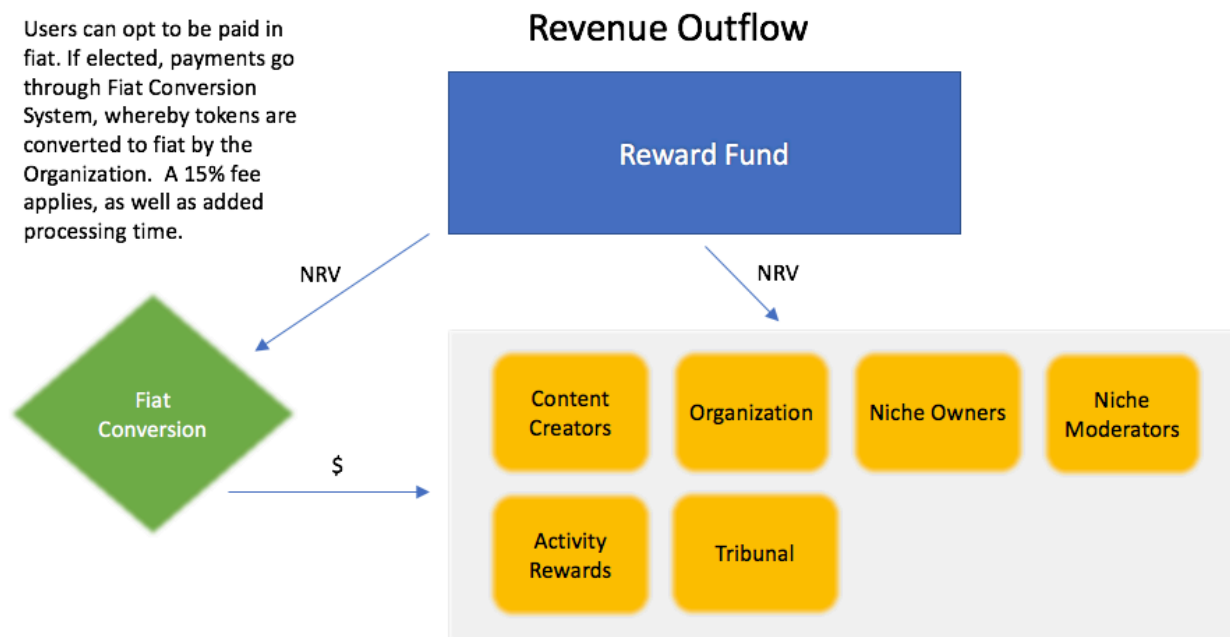 Revenue Outflow
Users can opt to be paid in
fiat. If elected, payments go
through Fiat Conversion
System, whereby tokens are
converted to fiat by the
Organization.  A 15% fee
applies, as well as added
processing time.
Reward Fund
NRV
NRV
Fiat
Conversion
$
Content
Creators
Organization
Niche Owners
Niche
Moderators
Activity
Rewards
Tribunal